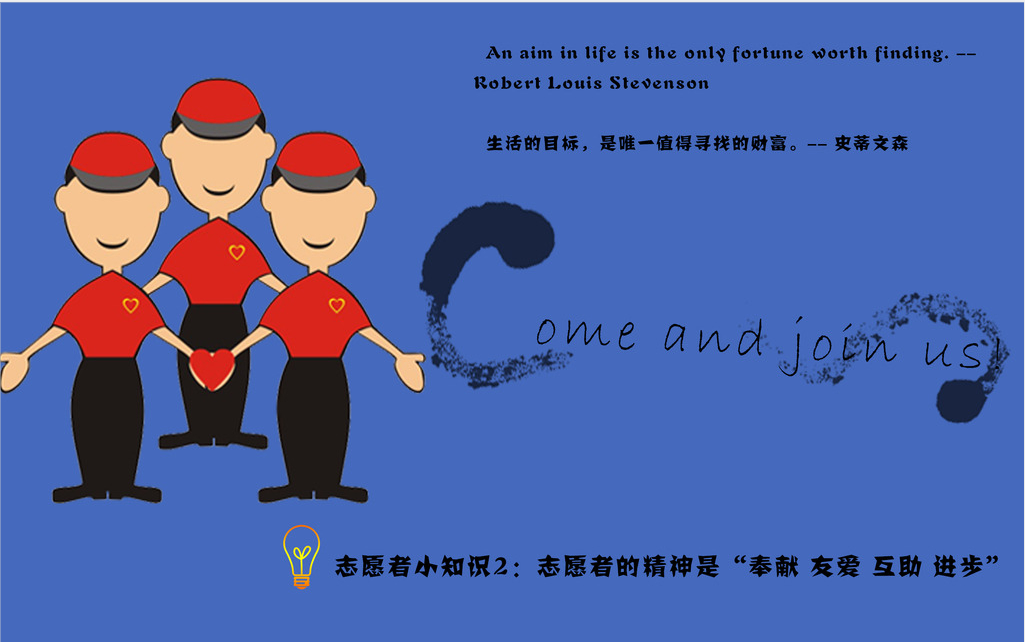 An aim in life is the only fortune worth finding. --
Robert Louis Stevenson
生活的目标，是唯一值得寻找的财富。-- 史蒂文森
Come and join us!
志愿者小知识2：志愿者的精神是“奉献 友爱 互助 进步”